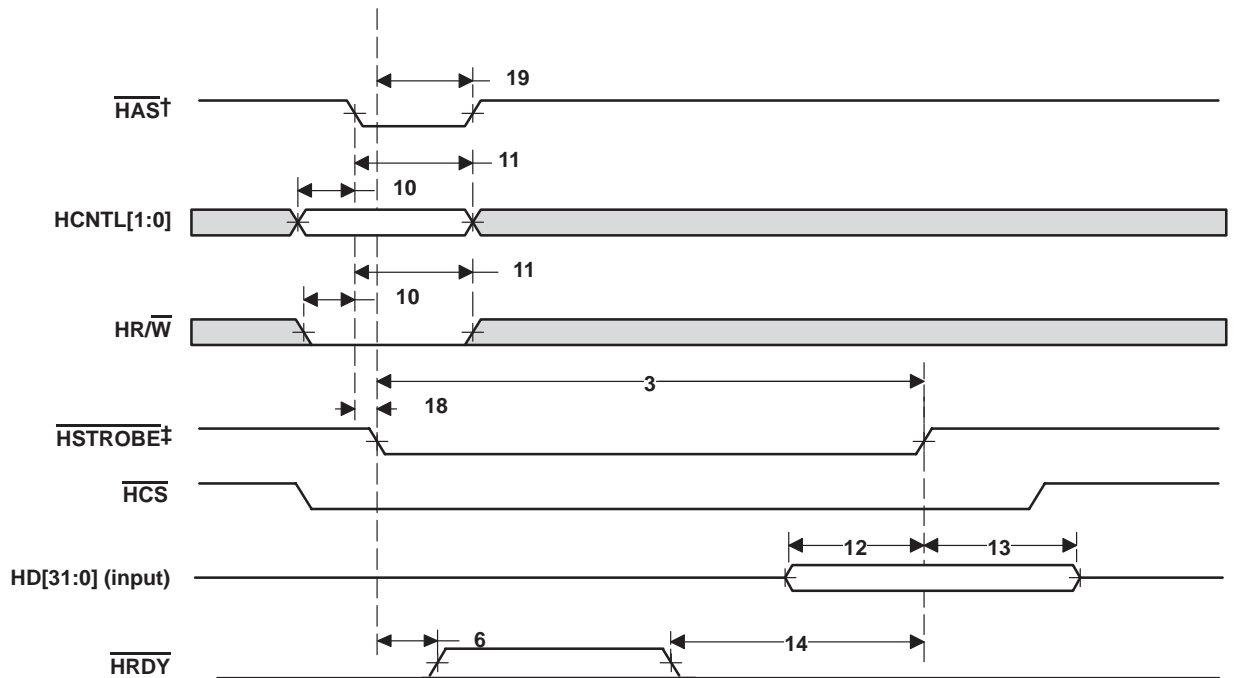 19
HAS†
11
10
HCNTL[1:0]
11
10
HR/W
3
18
HSTROBE‡
HCS
12
13
HD[31:0] (input)
6
14
HRDY